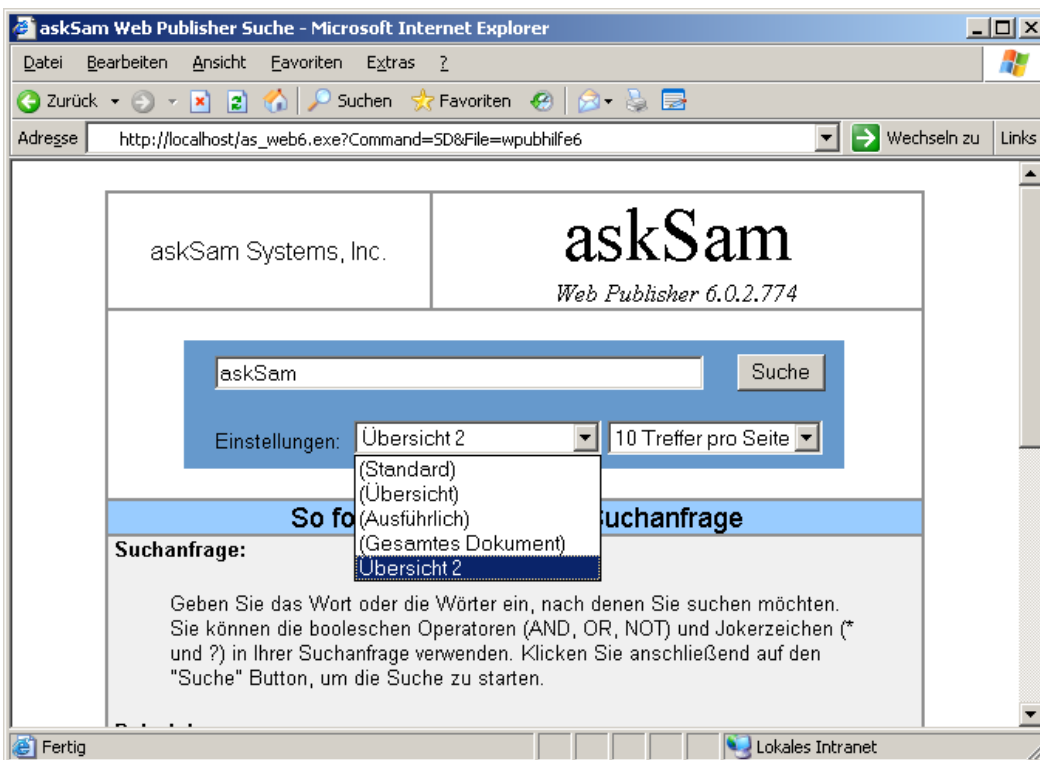 askSam Web Publisher Suche - Microsoft Internet Explorer
Datei Bearbeiten Ansicht Favoriten Extras ?
Zurück Suchen Favoriten
Adresse http://localhost/as_web6.exe?Command=SD&File=wpubhilfe6 Wechseln zu Links
askSam Systems, Inc.
askSam
Web Publisher 6.0.2.774
askSam Suche
Einstellungen: Übersicht 2 10 Treffer pro Seite
(Standard)
(Übersicht)
(Ausführlich)
(Gesamtes Dokument)
Übersicht 2
So fo uchanfrage
Suchanfrage:
Geben Sie das Wort oder die Wörter ein, nach denen Sie suchen möchten.
Sie können die booleschen Operatoren (AND, OR, NOT) und Jokerzeichen (*
und ?) in Ihrer Suchanfrage verwenden. Klicken Sie anschließend auf den
"Suche" Button, um die Suche zu starten.
Fertig Lokales Intranet